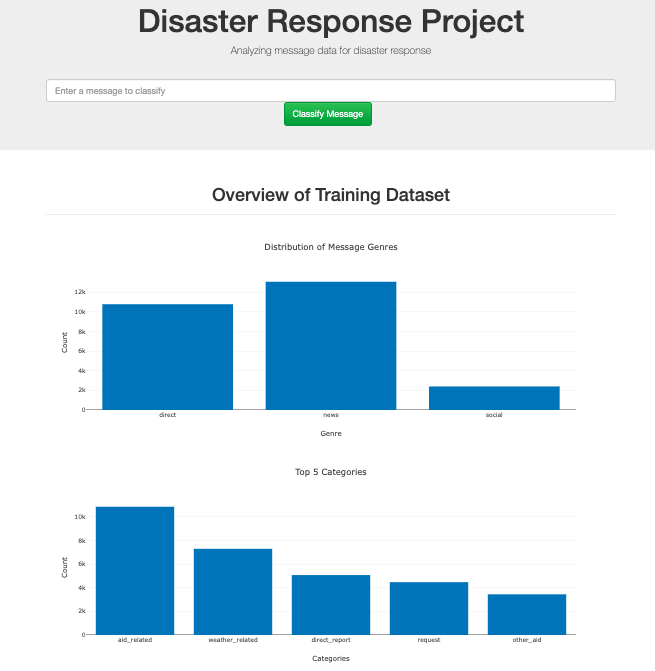 Disaster Response Project
Analyzing message data for disaster response
Enter a message to classify
Classify Message
Overview of Training Dataset
Distribution of Message Genres
12k
10k
8k
6k
4k
2k
0
Count
direct news social
Genre
Top 5 Categories
10k
8k
6k
4k
2k
0
Count
aid_related weather_related direct_report request other_aid
Categories